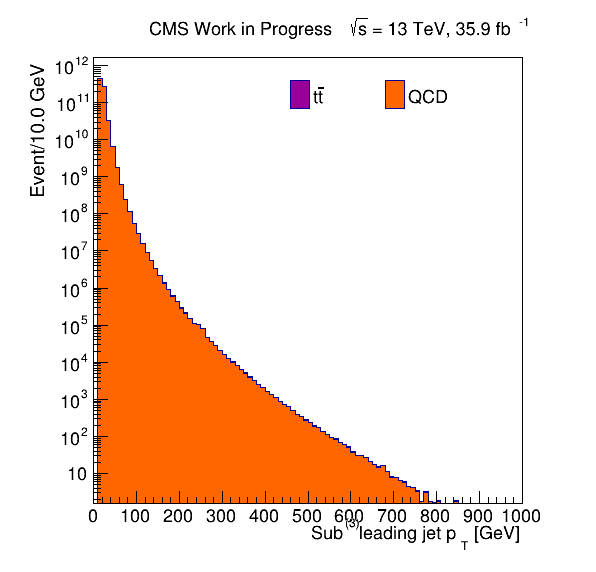 CMS Work in Progress √s = 13 TeV, 35.9 fb⁻¹
Event/10.0 GeV
10¹²
10¹¹
10¹⁰
10⁹
10⁸
10⁷
10⁶
10⁵
10⁴
10³
10²
10
tt̄ QCD
0 100 200 300 400 500 600 700 800 900 1000
Sub⁽³⁾leading jet p_T [GeV]